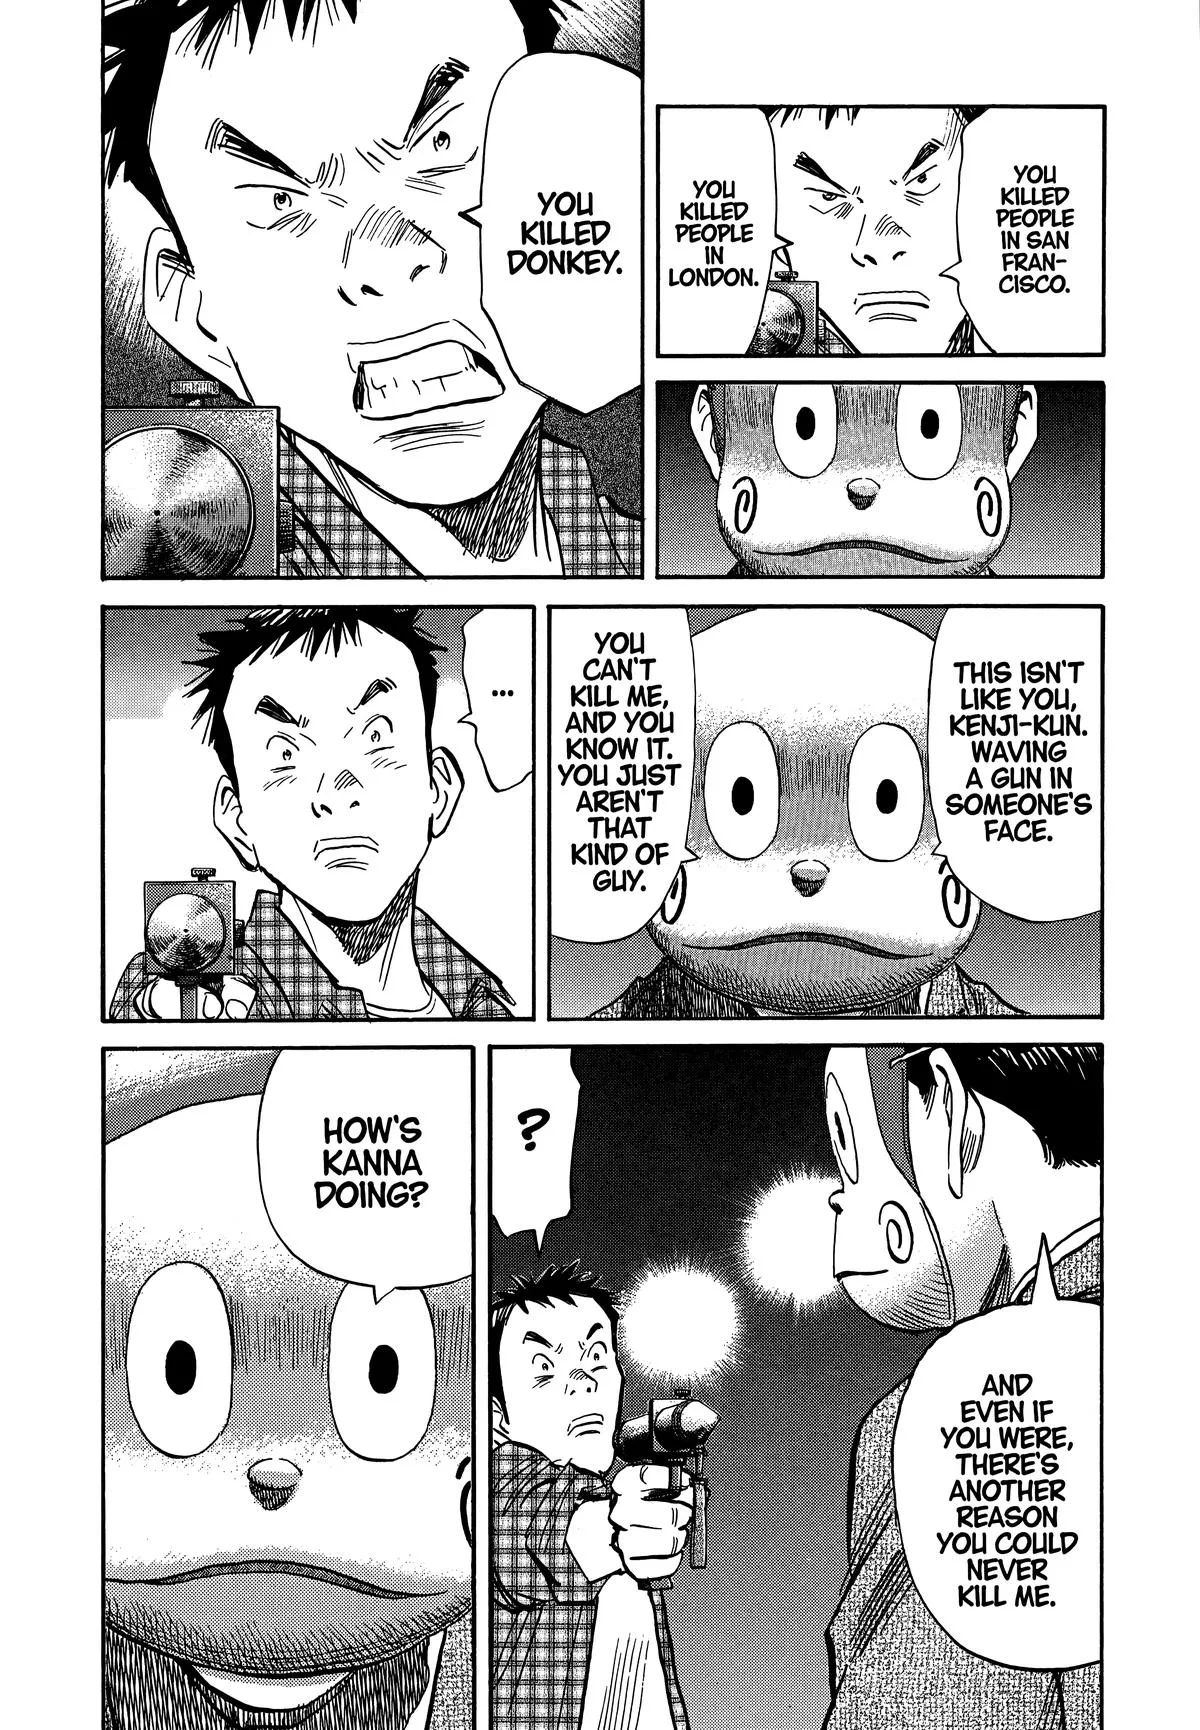 YOU
KILLED
PEOPLE
IN SAN
FRAN-
CISCO.
YOU
KILLED
PEOPLE
IN
LONDON.
YOU
KILLED
DONKEY.
THIS ISN'T
LIKE YOU,
KENJI-KUN.
WAVING
A GUN IN
SOMEONE'S
FACE.
YOU
CAN'T
KILL ME,
AND YOU
KNOW IT.
YOU JUST
AREN'T
THAT
KIND OF
GUY.
...
AND
EVEN IF
YOU WERE,
THERE'S
ANOTHER
REASON
YOU COULD
NEVER
KILL ME.
?
HOW'S
KANNA
DOING?